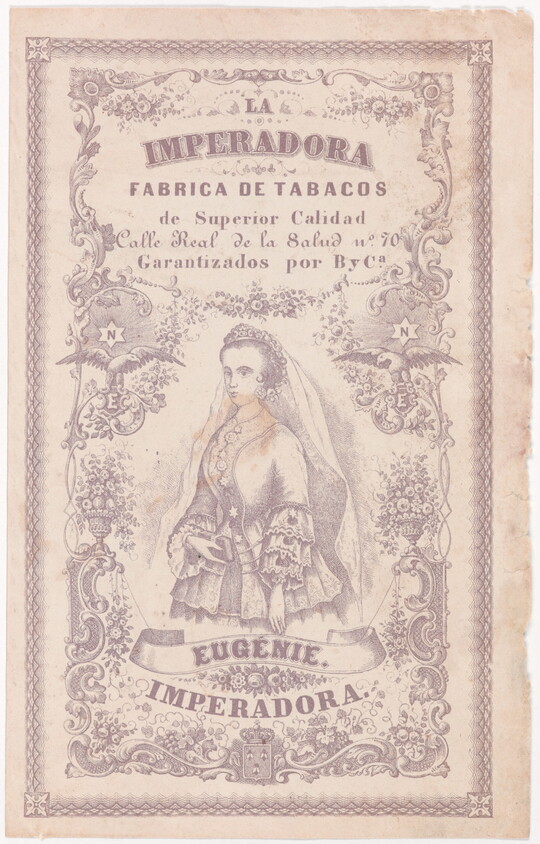 LA
IMPERADORA
FABRICA DE TABACOS
de Superior Calidad
Calle Real de la Salud nº. 70
Garantizados por B y Cª
N
N
E
E
EUGÉNIE.
IMPERADORA.